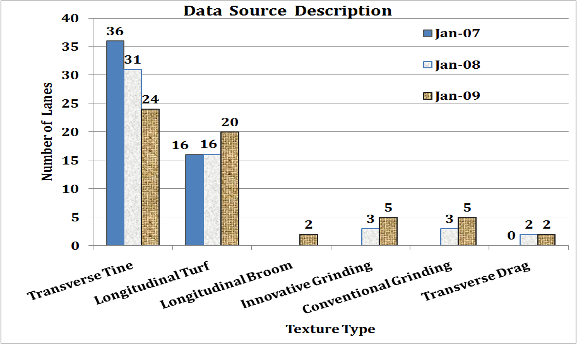 Data Source Description
Number of Lanes
40
35
30
25
20
15
10
5
0
Jan-07
Jan-08
Jan-09
36
31
24
16
16
20
2
3
5
3
5
0
2
2
Transverse Tine
Longitudinal Turf
Longitudinal Broom
Innovative Grinding
Conventional Grinding
Transverse Drag
Texture Type